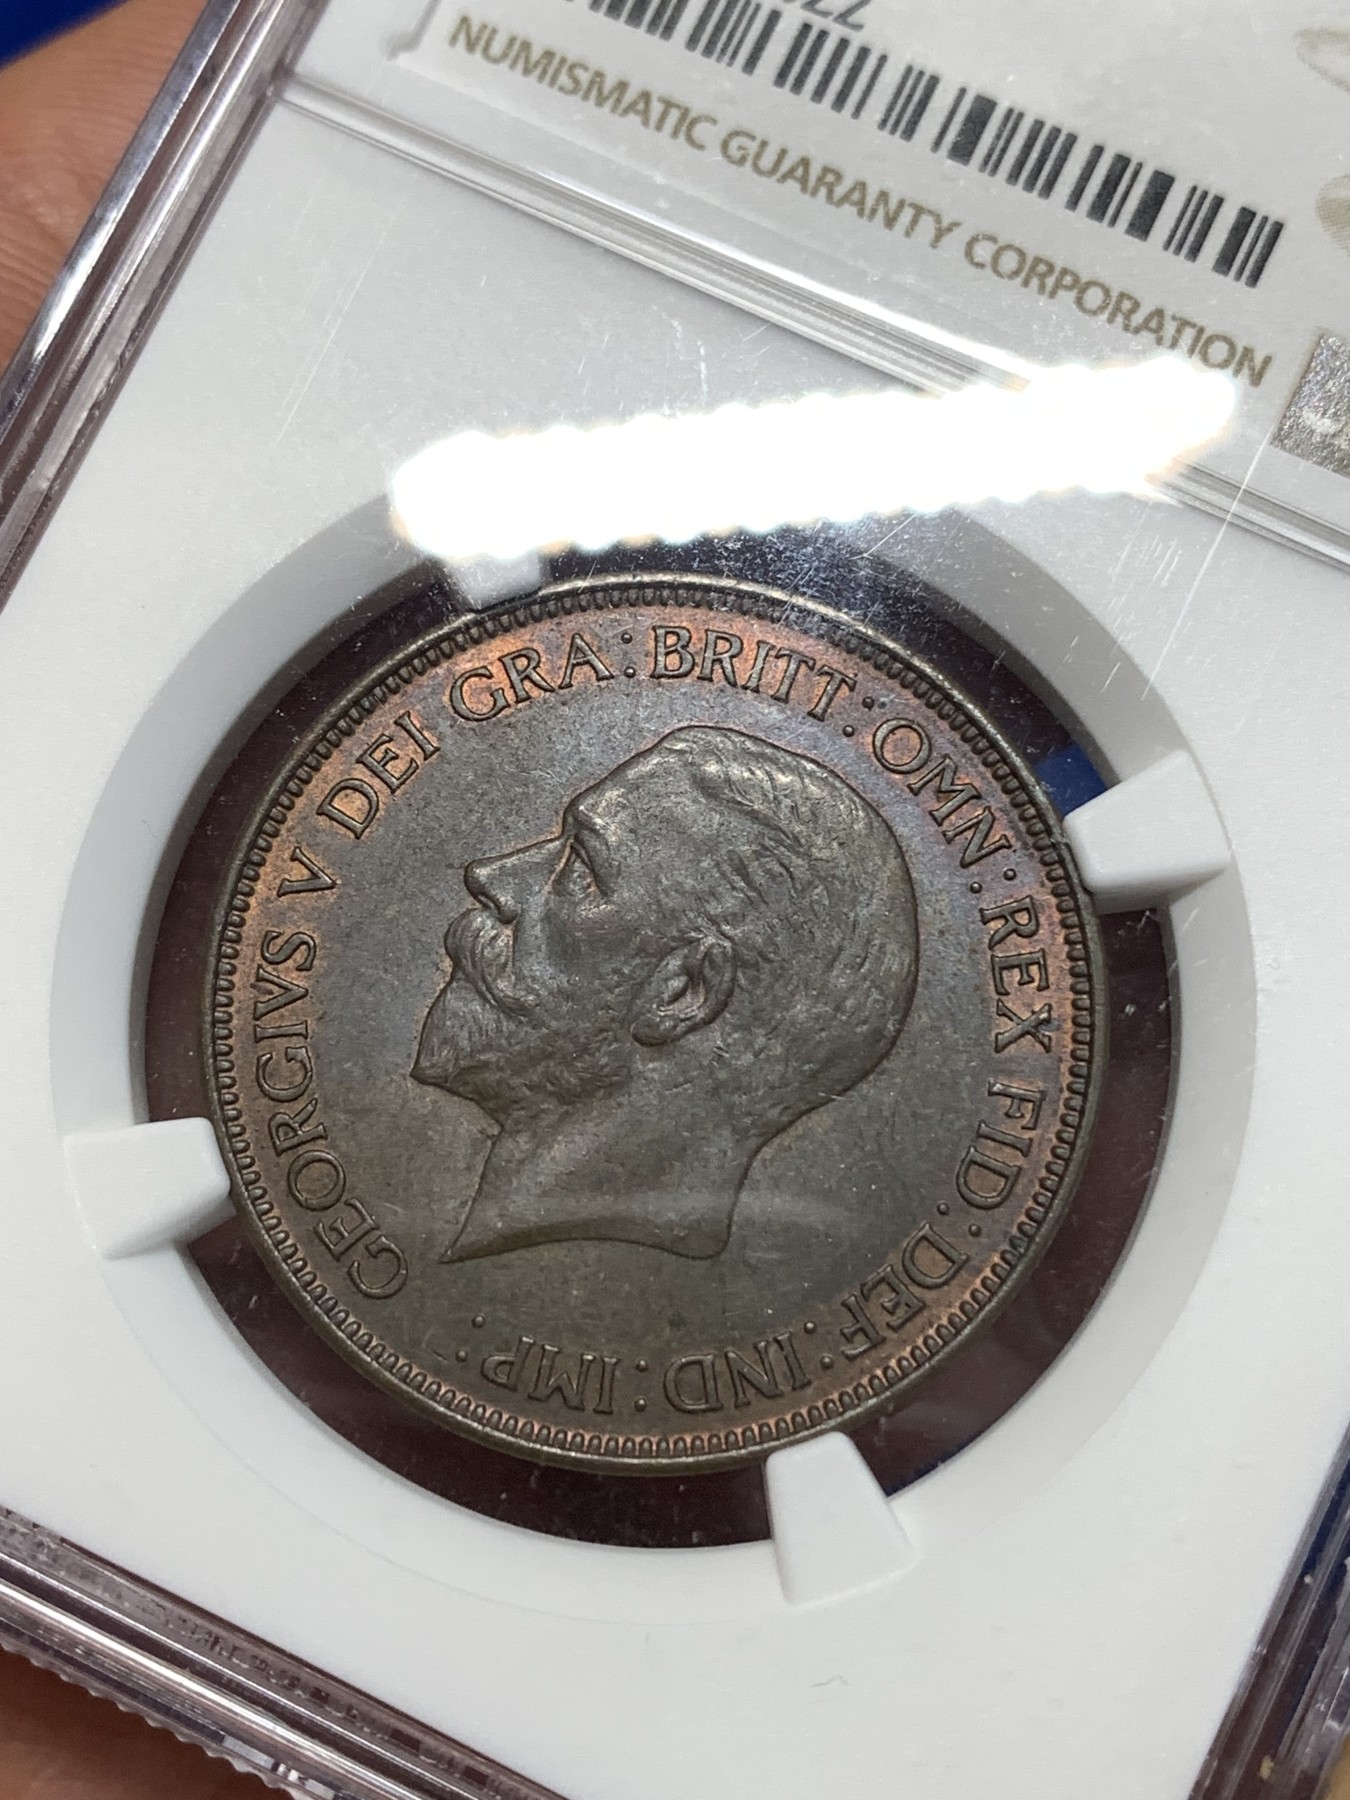 NUMISMATIC GUARANTY CORPORATION
GEORGIVS V DEI GRA: BRITT: OMN: REX FID: DEF: IND: IMP: